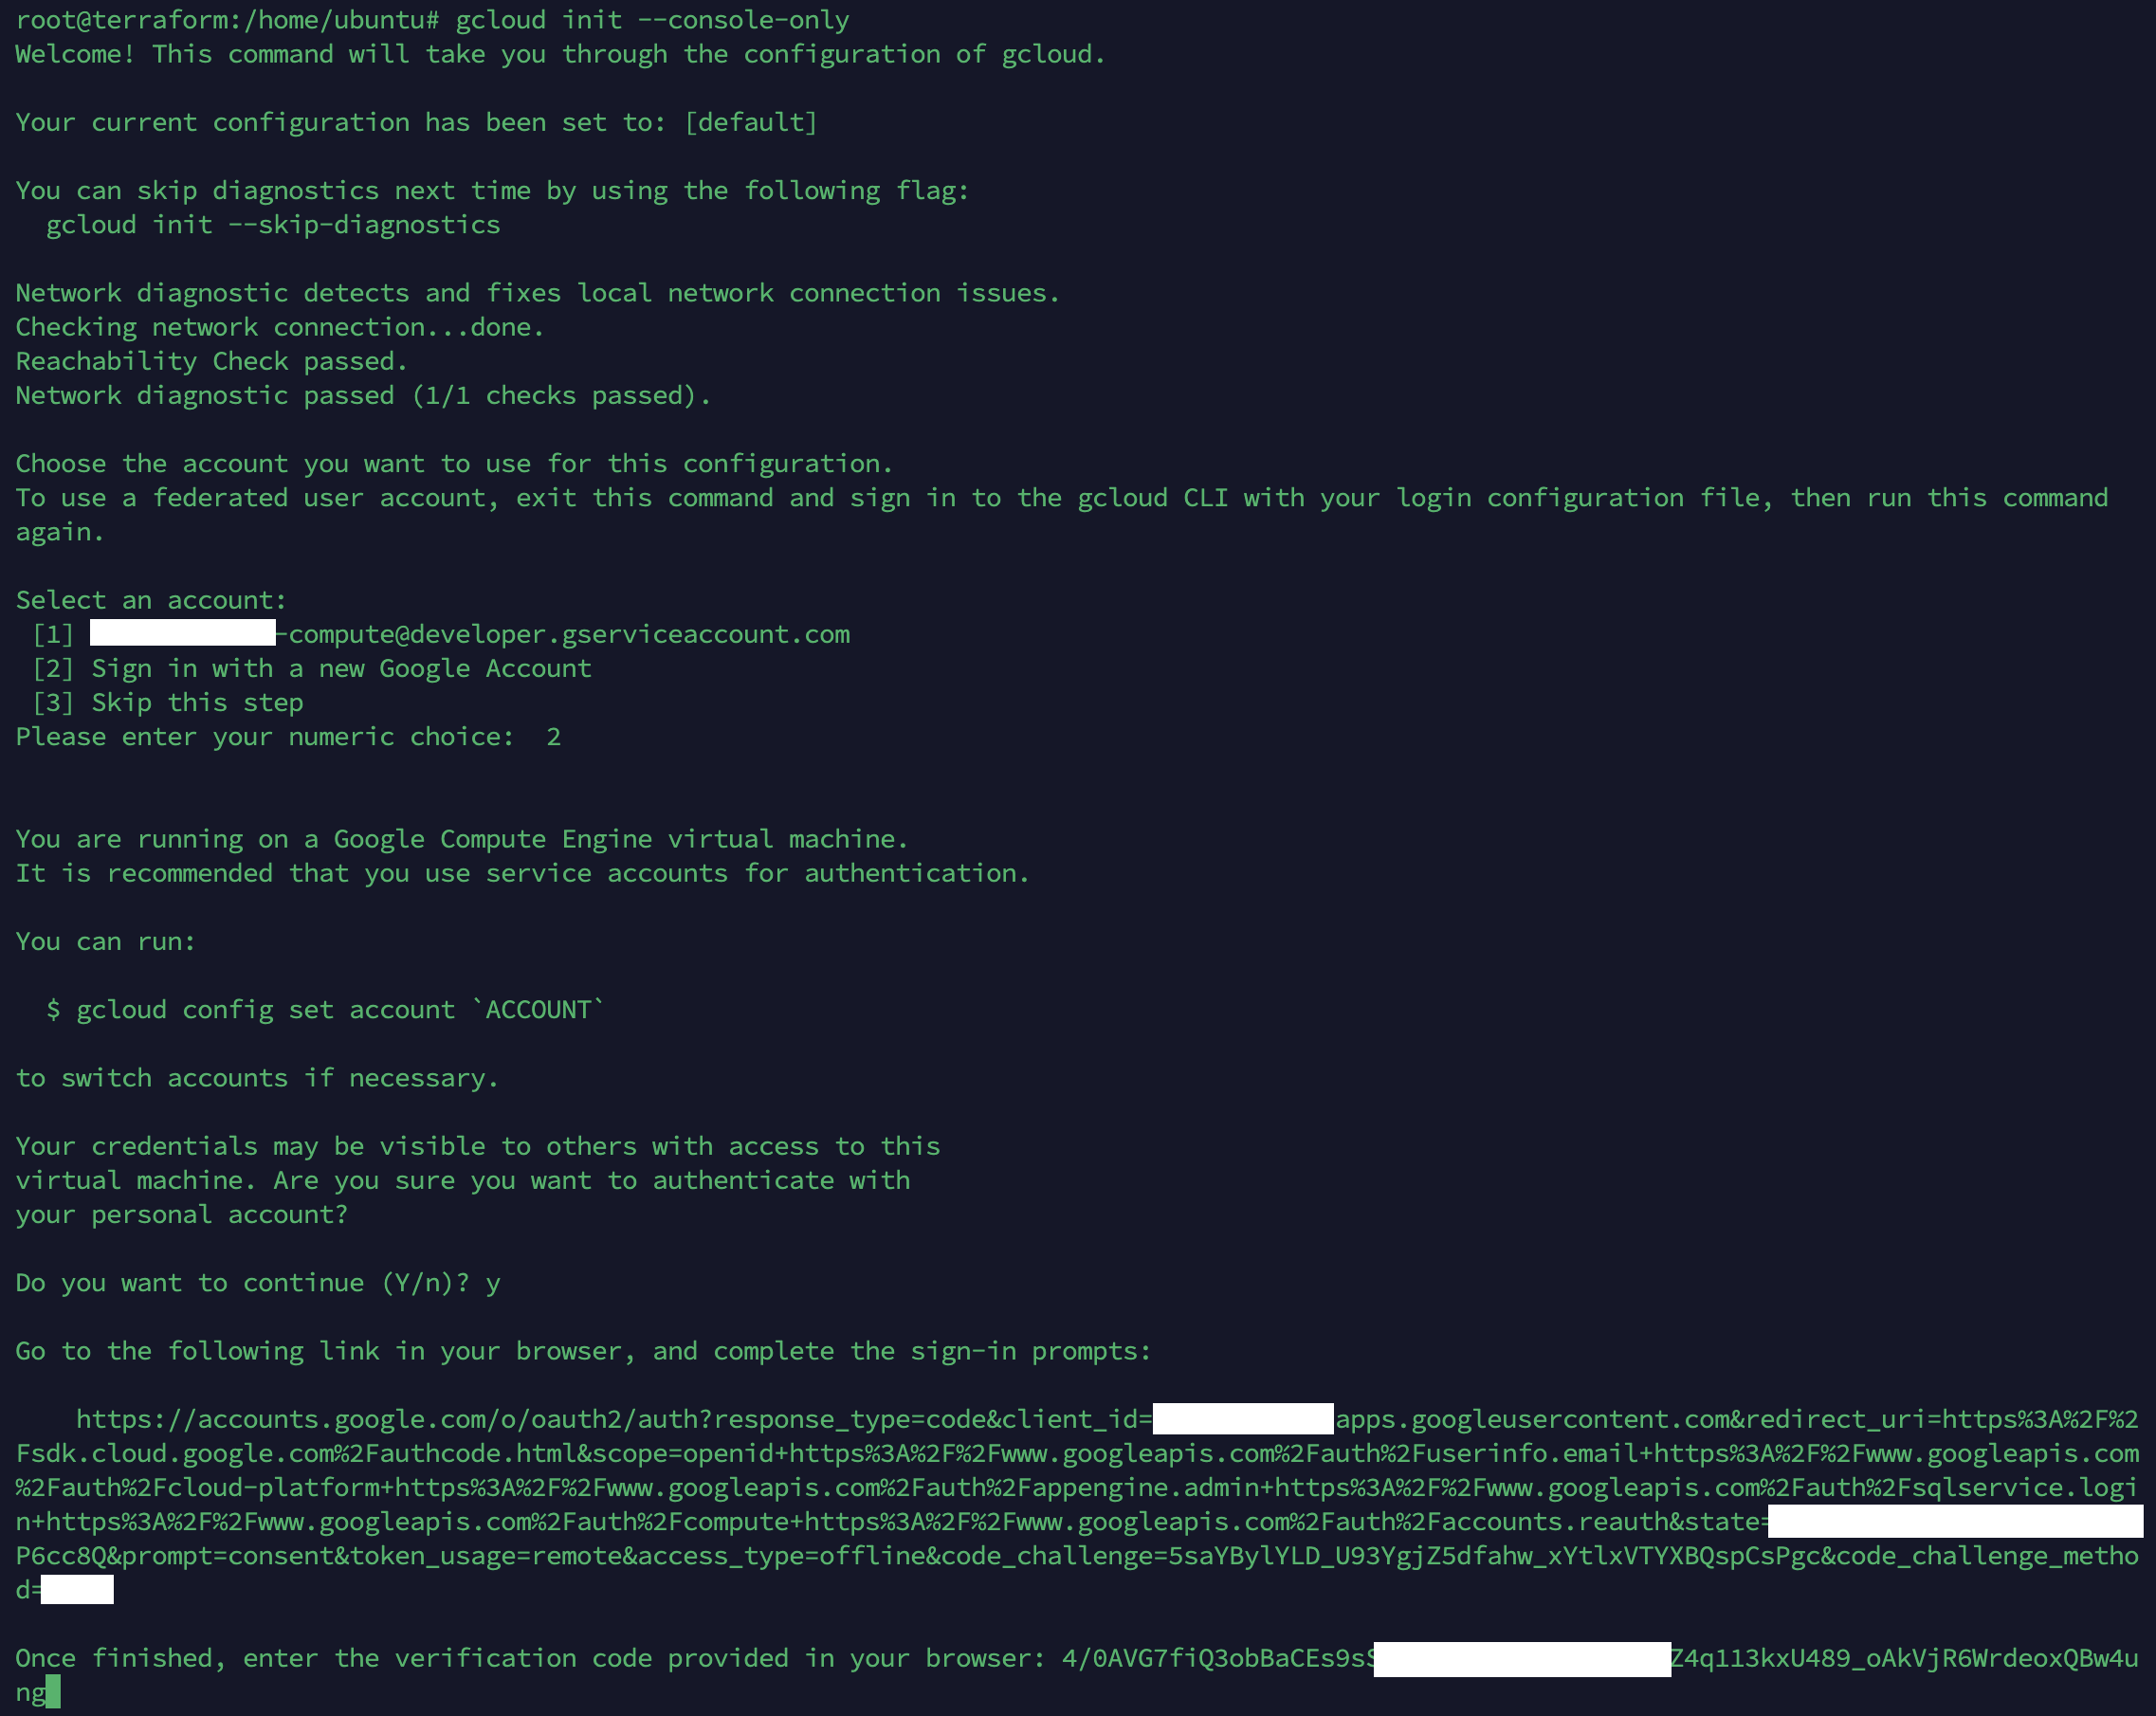 root@terraform:/home/ubuntu# gcloud init --console-only
Welcome! This command will take you through the configuration of gcloud.
Your current configuration has been set to: [default]
You can skip diagnostics next time by using the following flag:
  gcloud init --skip-diagnostics
Network diagnostic detects and fixes local network connection issues.
Checking network connection...done.
Reachability Check passed.
Network diagnostic passed (1/1 checks passed).
Choose the account you want to use for this configuration.
To use a federated user account, exit this command and sign in to the gcloud CLI with your login configuration file, then run this command
again.
Select an account:
 [1] -compute@developer.gserviceaccount.com
 [2] Sign in with a new Google Account
 [3] Skip this step
Please enter your numeric choice:  2
You are running on a Google Compute Engine virtual machine.
It is recommended that you use service accounts for authentication.
You can run:
  $ gcloud config set account `ACCOUNT`
to switch accounts if necessary.
Your credentials may be visible to others with access to this
virtual machine. Are you sure you want to authenticate with
your personal account?
Do you want to continue (Y/n)? y
Go to the following link in your browser, and complete the sign-in prompts:
    https://accounts.google.com/o/oauth2/auth?response_type=code&client_id= apps.googleusercontent.com&redirect_uri=https%3A%2F%2
Fsdk.cloud.google.com%2Fauthcode.html&scope=openid+https%3A%2F%2Fwww.googleapis.com%2Fauth%2Fuserinfo.email+https%3A%2F%2Fwww.googleapis.com
%2Fauth%2Fcloud-platform+https%3A%2F%2Fwww.googleapis.com%2Fauth%2Fappengine.admin+https%3A%2F%2Fwww.googleapis.com%2Fauth%2Fsqlservice.logi
n+https%3A%2F%2Fwww.googleapis.com%2Fauth%2Fcompute+https%3A%2F%2Fwww.googleapis.com%2Fauth%2Faccounts.reauth&state=
P6cc8Q&prompt=consent&token_usage=remote&access_type=offline&code_challenge=5saYBylYLD_U93YgjZ5dfahw_xYtlxVTYXBQspCsPgc&code_challenge_metho
d=
Once finished, enter the verification code provided in your browser: 4/0AVG7fiQ3obBaCEs9sS Z4q113kxU489_oAkVjR6WrdeoxQBw4u
ng